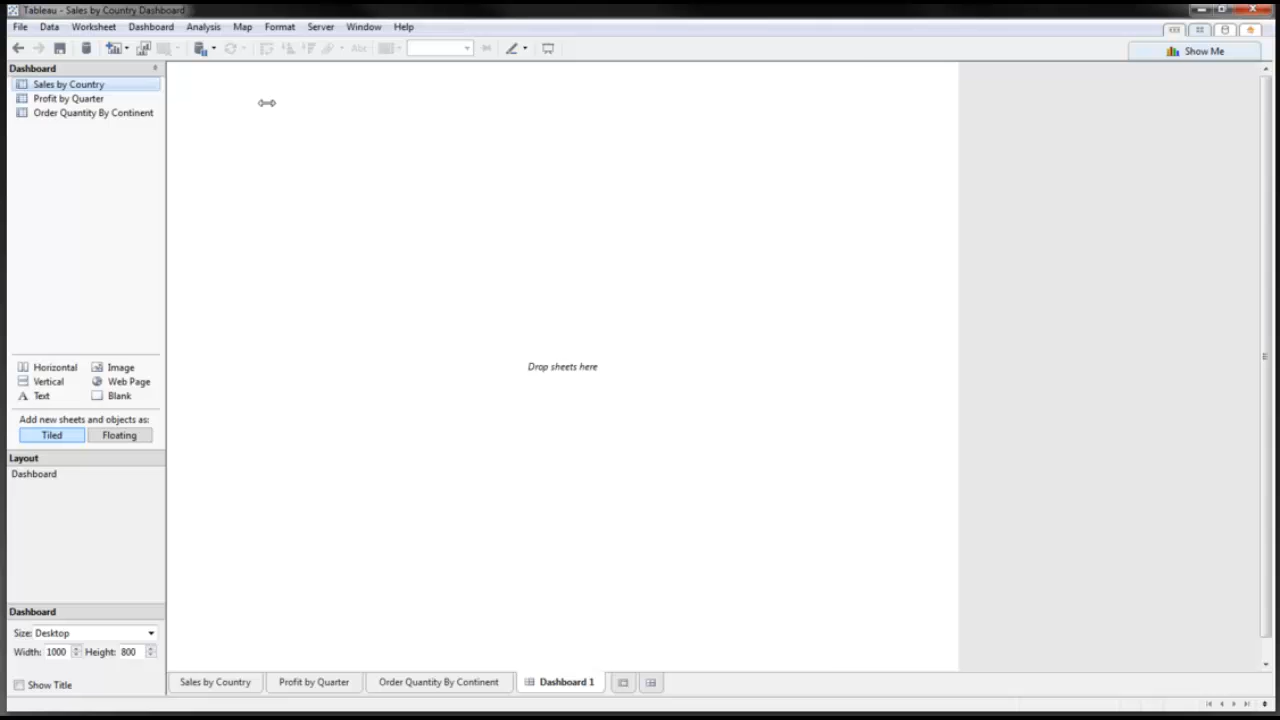 Tableau - Sales by Country Dashboard
File Data Worksheet Dashboard Analysis Map Format Server Window Help
Abc
Show Me
Dashboard
Sales by Country
Profit by Quarter
Order Quantity By Continent
Drop sheets here
Horizontal Image
Vertical Web Page
A Text Blank
Add new sheets and objects as:
Tiled Floating
Layout
Dashboard
Dashboard
Size: Desktop
Width: 1000 Height: 800
Show Title
Sales by Country Profit by Quarter Order Quantity By Continent Dashboard 1